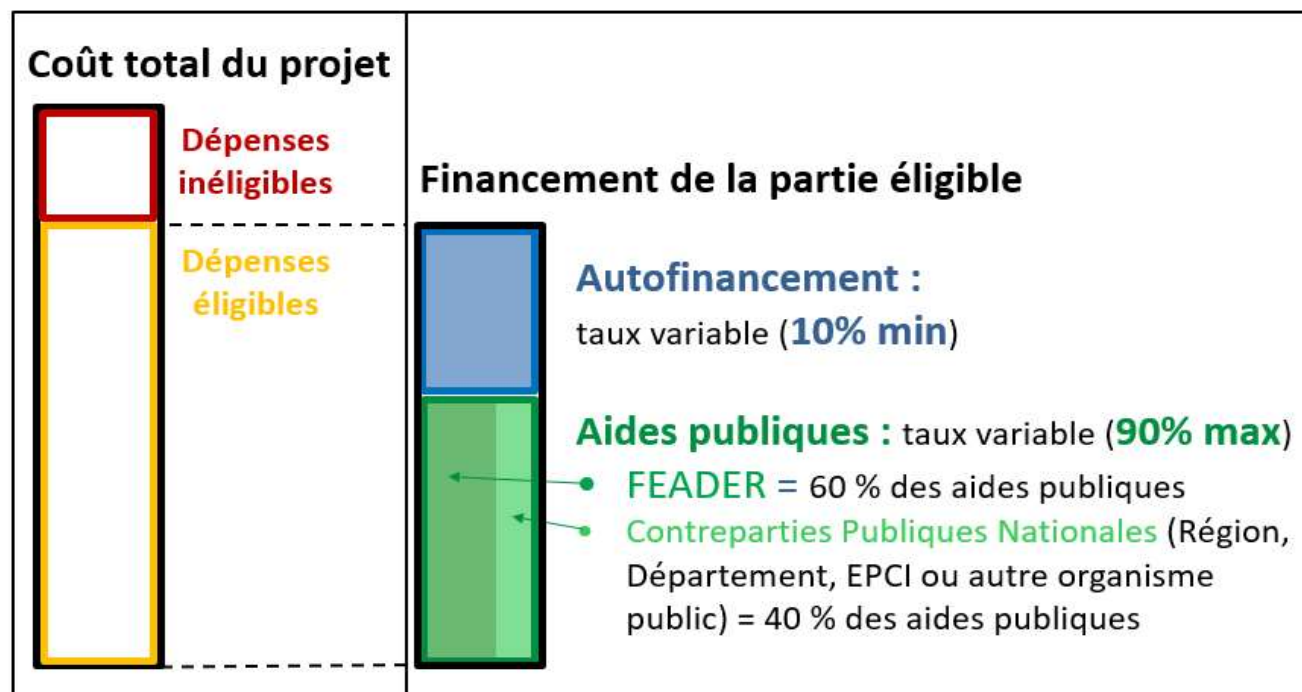 Coût total du projet
Dépenses
inéligibles
Dépenses
éligibles
Financement de la partie éligible
Autofinancement :
taux variable (10% min)
Aides publiques : taux variable (90% max)
• FEADER = 60 % des aides publiques
• Contreparties Publiques Nationales (Région,
Département, EPCI ou autre organisme
public) = 40 % des aides publiques